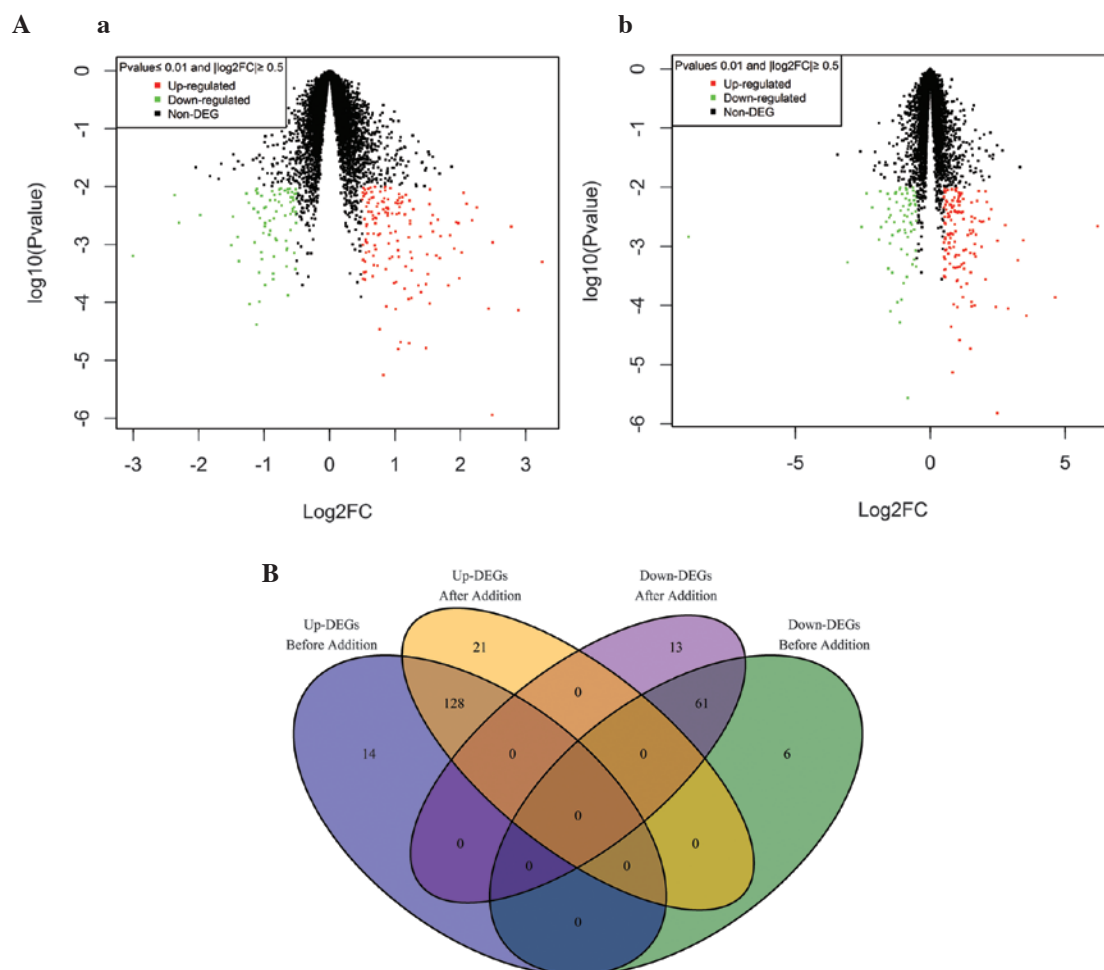 A
a
Pvalue≤ 0.01 and |log2FC|≥ 0.5
Up-regulated
Down-regulated
Non-DEG
0
-1
-2
-3
-4
-5
-6
log10(Pvalue)
-3
-2
-1
0
1
2
3
Log2FC
b
Pvalue≤ 0.01 and |log2FC|≥ 0.5
Up-regulated
Down-regulated
Non-DEG
0
-1
-2
-3
-4
-5
-6
log10(Pvalue)
-5
0
5
Log2FC
B
Up-DEGs
Before Addition
Up-DEGs
After Addition
Down-DEGs
After Addition
Down-DEGs
Before Addition
21
13
0
128
61
14
0
0
6
0
0
0
0
0
0